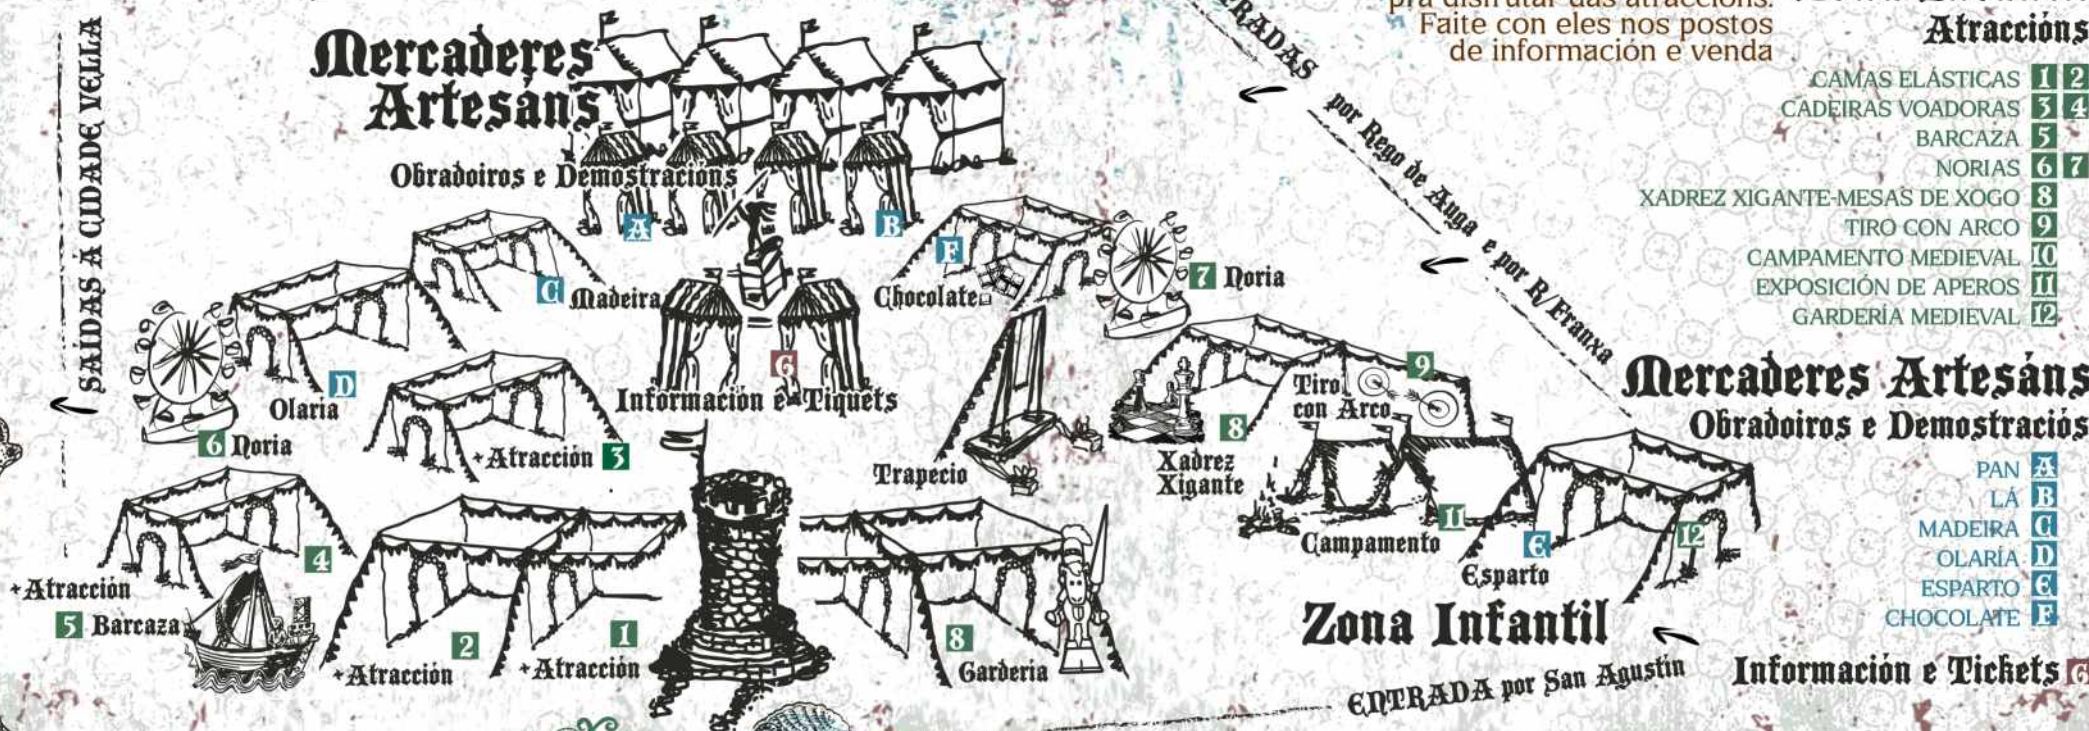 SAÍDAS A CIDADE VELLA
Mercaderes
Artesáns
Obradoiros e Demostracións
A
B
C Madeira
D
Olaria
F
Chocolate
7 Noria
6 Noria
G
Información e Tiquets
+Atracción 3
Trapecio
8
Xadrez
Xigante
9
Tiro
con Arco
11
Campamento
E
Esparto
12
4
+Atracción
5 Barcaza
2
+Atracción
1
+Atracción
8
Garderia
Zona Infantil
ENTRADA por San Agustín
por Rego de Auga e por R/Franxa
pra disfrutar das atraccións.
Faite con eles nos postos
de información e venda
Atraccións
CAMAS ELÁSTICAS 1 2
CADEIRAS VOADORAS 3 4
BARCAZA 5
NORIAS 6 7
XADREZ XIGANTE-MESAS DE XOGO 8
TIRO CON ARCO 9
CAMPAMENTO MEDIEVAL 10
EXPOSICIÓN DE APEROS 11
GARDERÍA MEDIEVAL 12
Mercaderes Artesáns
Obradoiros e Demostraciós
PAN A
LÁ B
MADEIRA C
OLARÍA D
ESPARTO E
CHOCOLATE F
Información e Tickets G